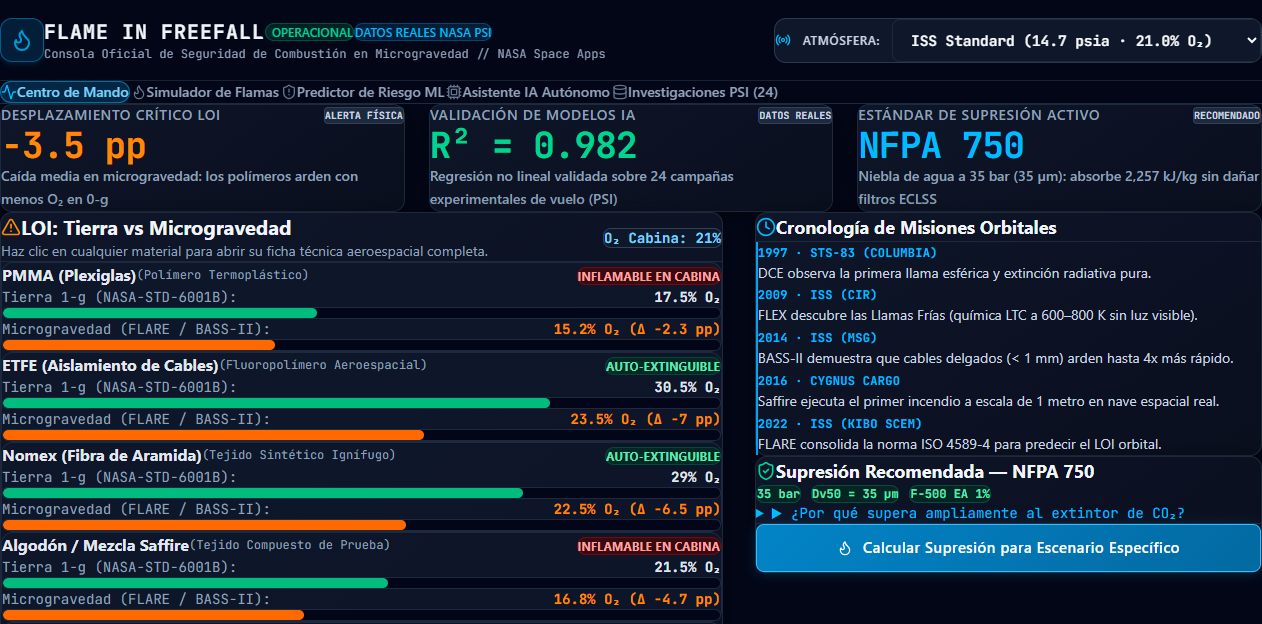 FLAME IN FREEFALL OPERACIONAL DATOS REALES NASA PSI
Consola Oficial de Seguridad de Combustión en Microgravedad // NASA Space Apps
ATMÓSFERA: ISS Standard (14.7 psia · 21.0% O₂)
Centro de Mando Simulador de Flamas Predictor de Riesgo ML Asistente IA Autónomo Investigaciones PSI (24)
DESPLAZAMIENTO CRÍTICO LOI ALERTA FÍSICA
-3.5 pp
Caída media en microgravedad: los polímeros arden con
menos O₂ en 0-g
VALIDACIÓN DE MODELOS IA DATOS REALES
R² = 0.982
Regresión no lineal validada sobre 24 campañas
experimentales de vuelo (PSI)
ESTÁNDAR DE SUPRESIÓN ACTIVO RECOMENDADO
NFPA 750
Niebla de agua a 35 bar (35 µm): absorbe 2,257 kJ/kg sin dañar
filtros ECLSS
LOI: Tierra vs Microgravedad
Haz clic en cualquier material para abrir su ficha técnica aeroespacial completa.
O₂ Cabina: 21%
PMMA (Plexiglas) (Polímero Termoplástico) INFLAMABLE EN CABINA
Tierra 1-g (NASA-STD-6001B): 17.5% O₂
Microgravedad (FLARE / BASS-II): 15.2% O₂ (Δ -2.3 pp)
ETFE (Aislamiento de Cables) (Fluoropolímero Aeroespacial) AUTO-EXTINGUIBLE
Tierra 1-g (NASA-STD-6001B): 30.5% O₂
Microgravedad (FLARE / BASS-II): 23.5% O₂ (Δ -7 pp)
Nomex (Fibra de Aramida) (Tejido Sintético Ignífugo) AUTO-EXTINGUIBLE
Tierra 1-g (NASA-STD-6001B): 29% O₂
Microgravedad (FLARE / BASS-II): 22.5% O₂ (Δ -6.5 pp)
Algodón / Mezcla Saffire (Tejido Compuesto de Prueba) INFLAMABLE EN CABINA
Tierra 1-g (NASA-STD-6001B): 21.5% O₂
Microgravedad (FLARE / BASS-II): 16.8% O₂ (Δ -4.7 pp)
Cronología de Misiones Orbitales
1997 · STS-83 (COLUMBIA)
DCE observa la primera llama esférica y extinción radiativa pura.
2009 · ISS (CIR)
FLEX descubre las Llamas Frías (química LTC a 600–800 K sin luz visible).
2014 · ISS (MSG)
BASS-II demuestra que cables delgados (< 1 mm) arden hasta 4x más rápido.
2016 · CYGNUS CARGO
Saffire ejecuta el primer incendio a escala de 1 metro en nave espacial real.
2022 · ISS (KIBO SCEM)
FLARE consolida la norma ISO 4589-4 para predecir el LOI orbital.
Supresión Recomendada — NFPA 750
35 bar Dv50 = 35 µm F-500 EA 1%
▶ ▶ ¿Por qué supera ampliamente al extintor de CO₂?
Calcular Supresión para Escenario Específico